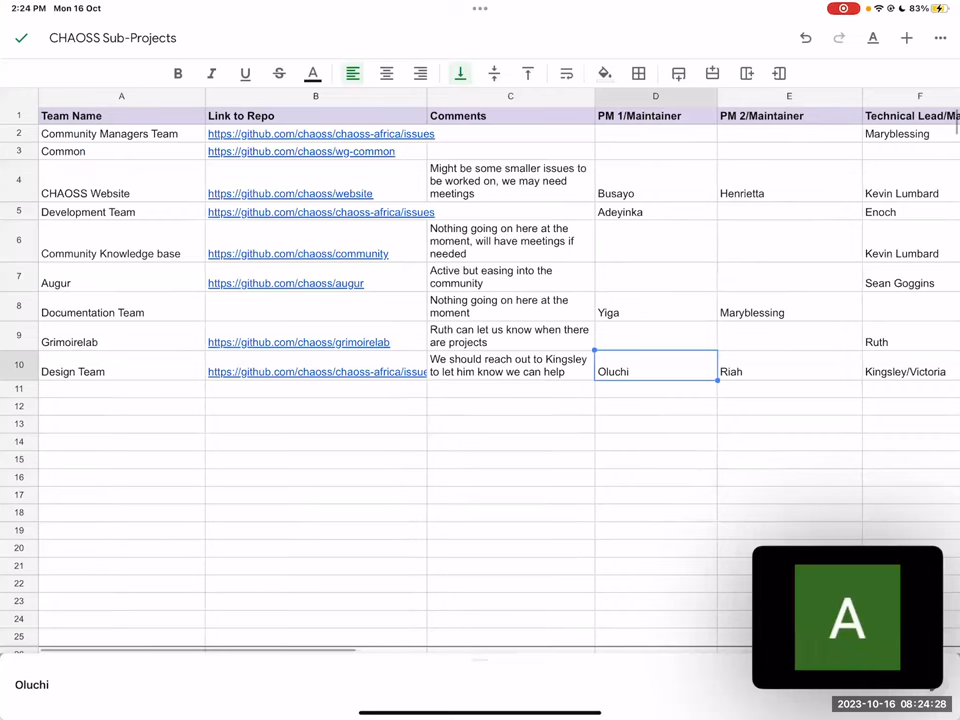 2:24 PM Mon 16 Oct
83%
CHAOSS Sub-Projects
B I U S A
A B C D E F
1 Team Name Link to Repo Comments PM 1/Maintainer PM 2/Maintainer Technical Lead/Ma
2 Community Managers Team https://github.com/chaoss/chaoss-africa/issues Maryblessing
3 Common https://github.com/chaoss/wg-common
Might be some smaller issues to
be worked on, we may need
4 CHAOSS Website https://github.com/chaoss/website meetings Busayo Henrietta Kevin Lumbard
5 Development Team https://github.com/chaoss/chaoss-africa/issues Adeyinka Enoch
Nothing going on here at the
moment, will have meetings if
6 Community Knowledge base https://github.com/chaoss/community needed Kevin Lumbard
Active but easing into the
7 Augur https://github.com/chaoss/augur community Sean Goggins
Nothing going on here at the
8 Documentation Team moment Yiga Maryblessing
Ruth can let us know when there
9 Grimoirelab https://github.com/chaoss/grimoirelab are projects Ruth
We should reach out to Kingsley
10 Design Team https://github.com/chaoss/chaoss-africa/issue to let him know we can help Oluchi Riah Kingsley/Victoria
11
12
13
14
15
16
17
18
19
20
21
22
23
24
25
A
Oluchi
2023-10-16 08:24:28